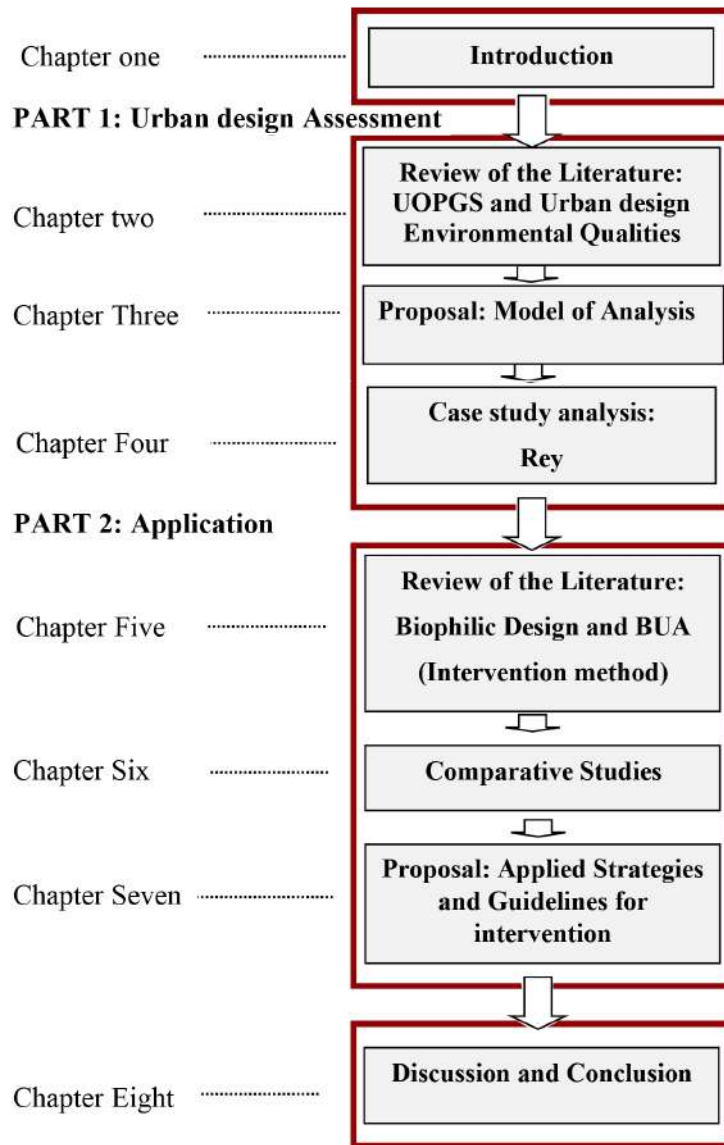 Chapter one
Introduction
PART 1: Urban design Assessment
Chapter two
Review of the Literature:
UOPGS and Urban design
Environmental Qualities
Chapter Three
Proposal: Model of Analysis
Chapter Four
Case study analysis:
Rey
PART 2: Application
Chapter Five
Review of the Literature:
Biophilic Design and BUA
(Intervention method)
Chapter Six
Comparative Studies
Chapter Seven
Proposal: Applied Strategies
and Guidelines for
intervention
Chapter Eight
Discussion and Conclusion